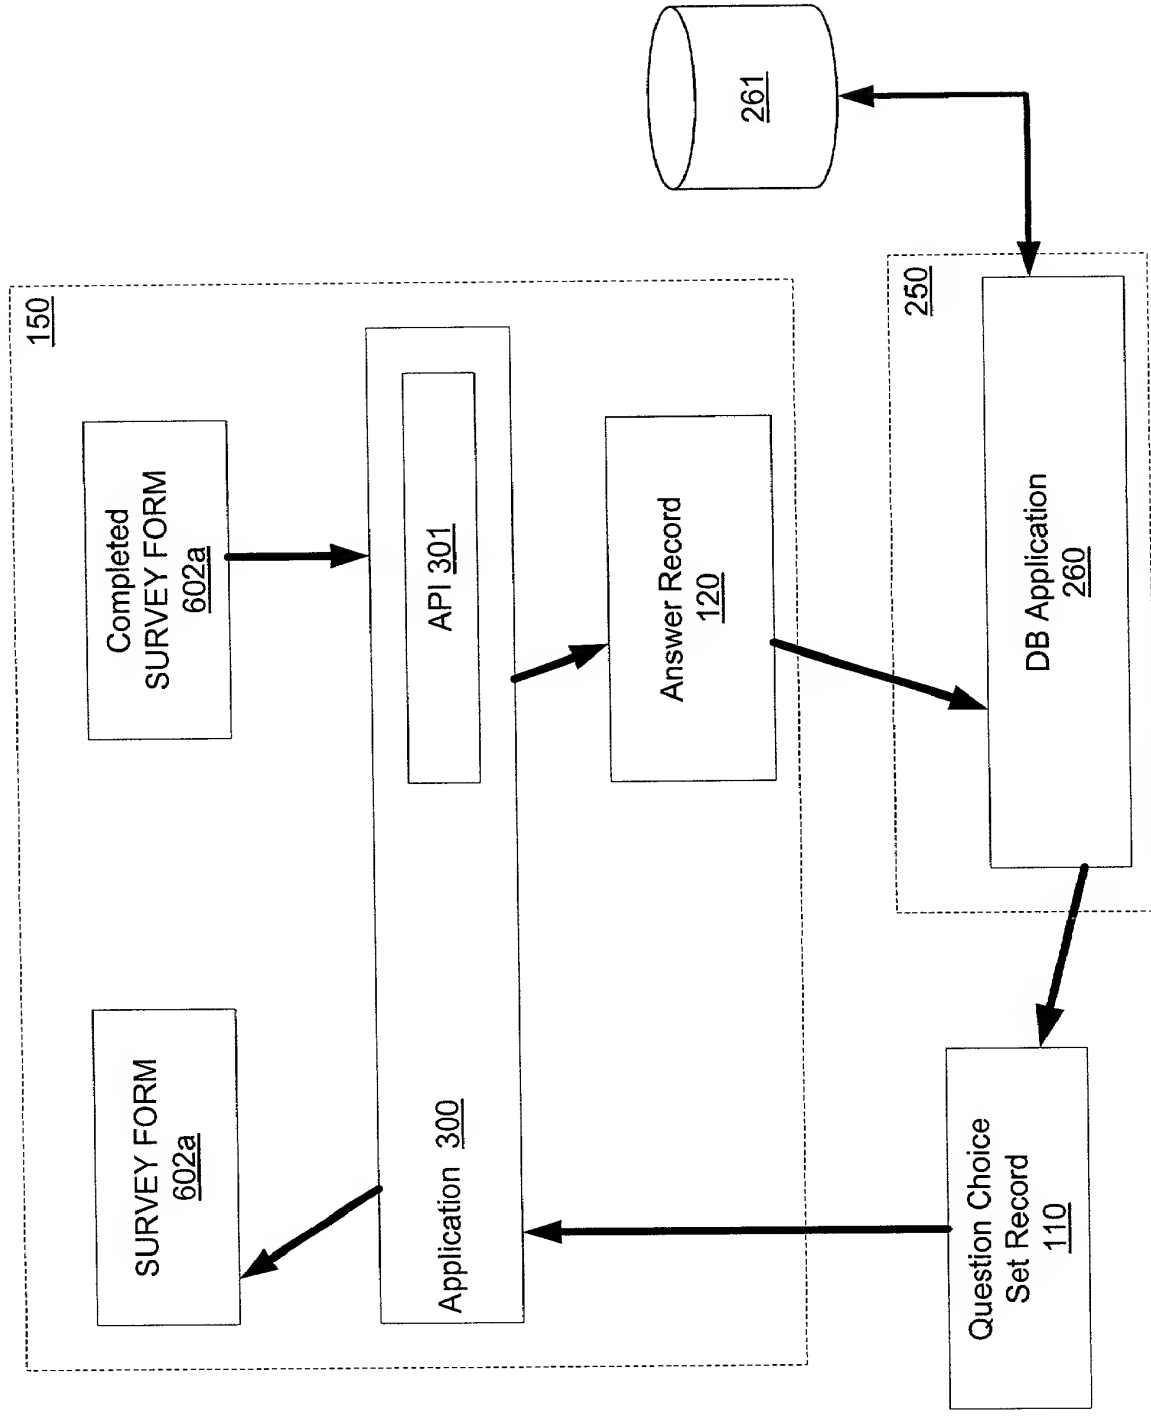 150
SURVEY FORM
602a
Completed
SURVEY FORM
602a
Application 300
API 301
Answer Record
120
Question Choice
Set Record
110
250
DB Application
260
261